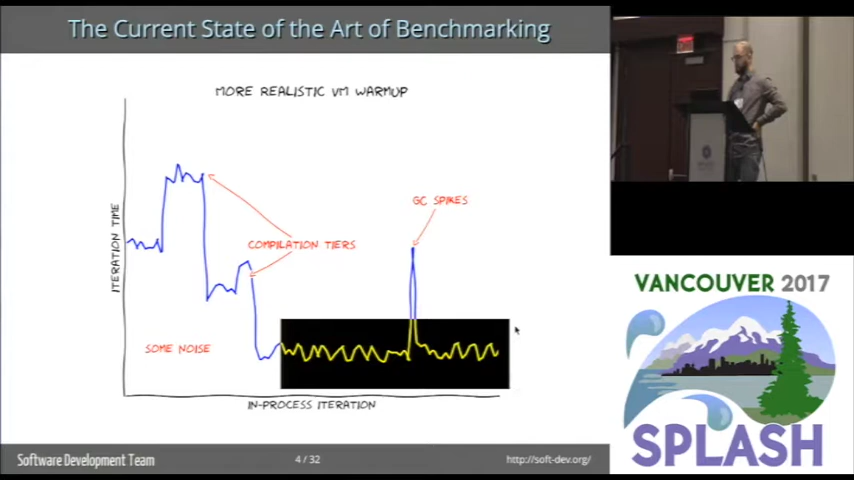 The Current State of the Art of Benchmarking
MORE REALISTIC VM WARMUP
ITERATION TIME
GC SPIKES
COMPILATION TIERS
SOME NOISE
IN-PROCESS ITERATION
Software Development Team
4 / 32
http://soft-dev.org/
VANCOUVER 2017
SPLASH